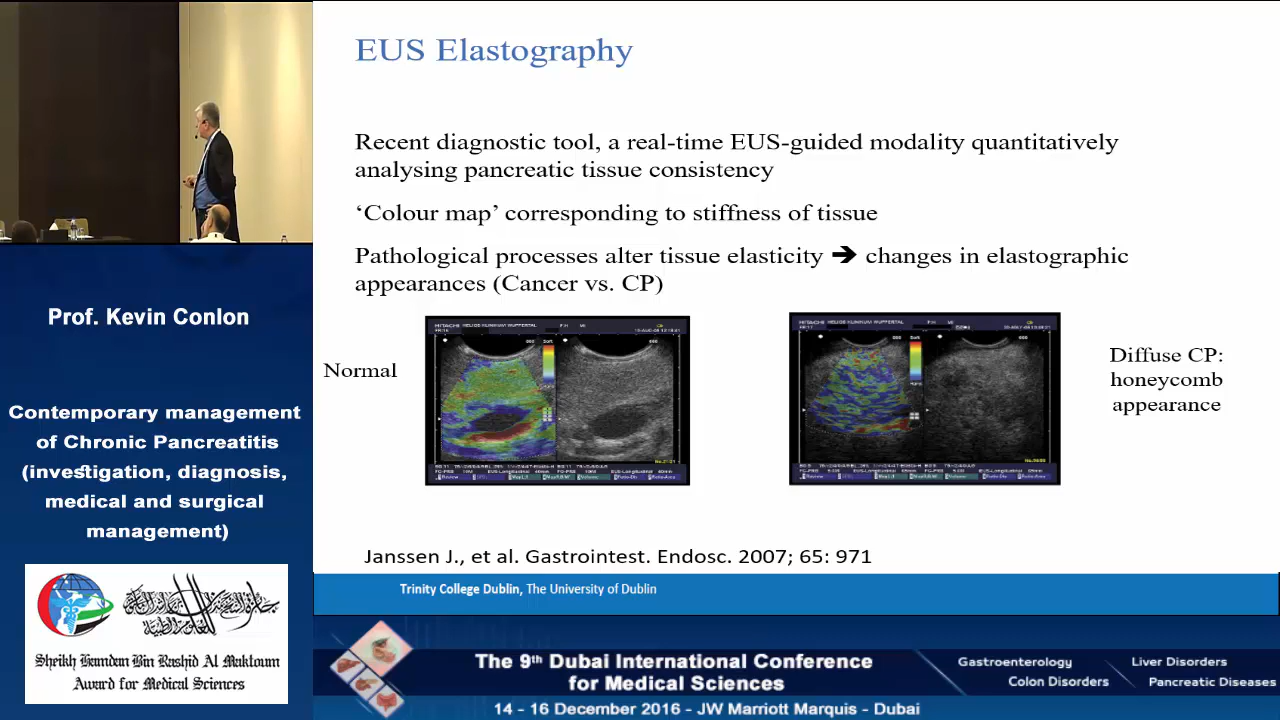 EUS Elastography
Recent diagnostic tool, a real-time EUS-guided modality quantitatively
analysing pancreatic tissue consistency
‘Colour map’ corresponding to stiffness of tissue
Pathological processes alter tissue elasticity ➔ changes in elastographic
appearances (Cancer vs. CP)
Normal
Diffuse CP:
honeycomb
appearance
Janssen J., et al. Gastrointest. Endosc. 2007; 65: 971
Trinity College Dublin, The University of Dublin
Prof. Kevin Conlon
Contemporary management
of Chronic Pancreatitis
(investigation, diagnosis,
medical and surgical
management)
Sheikh Hamdan Bin Rashid Al Maktoum
Award for Medical Sciences
The 9th Dubai International Conference
for Medical Sciences
14 - 16 December 2016 - JW Marriott Marquis - Dubai
Gastroenterology
Liver Disorders
Colon Disorders
Pancreatic Diseases